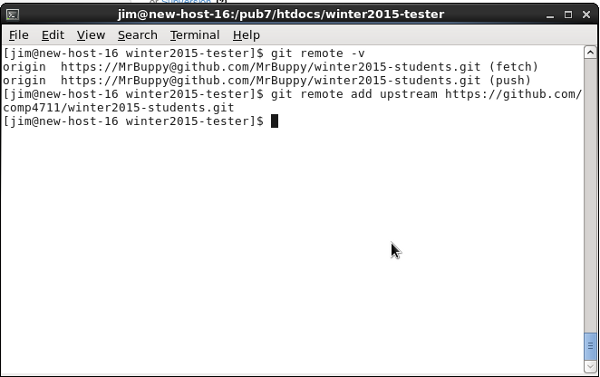 jim@new-host-16:/pub7/htdocs/winter2015-tester
File Edit View Search Terminal Help
[jim@new-host-16 winter2015-tester]$ git remote -v
origin  https://MrBuppy@github.com/MrBuppy/winter2015-students.git (fetch)
origin  https://MrBuppy@github.com/MrBuppy/winter2015-students.git (push)
[jim@new-host-16 winter2015-tester]$ git remote add upstream https://github.com/
comp4711/winter2015-students.git
[jim@new-host-16 winter2015-tester]$